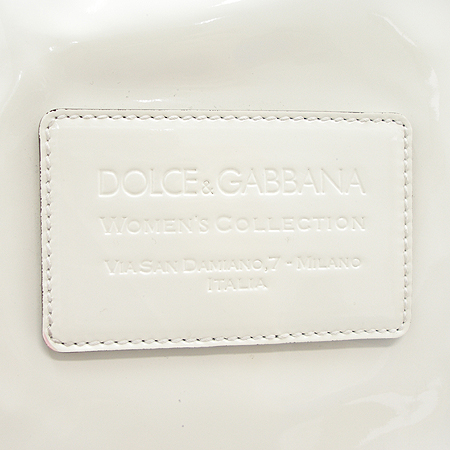 DOLCE&GABBANA
WOMEN'S COLLECTION
VIA SAN DAMIANO,7 - MILANO
ITALIA